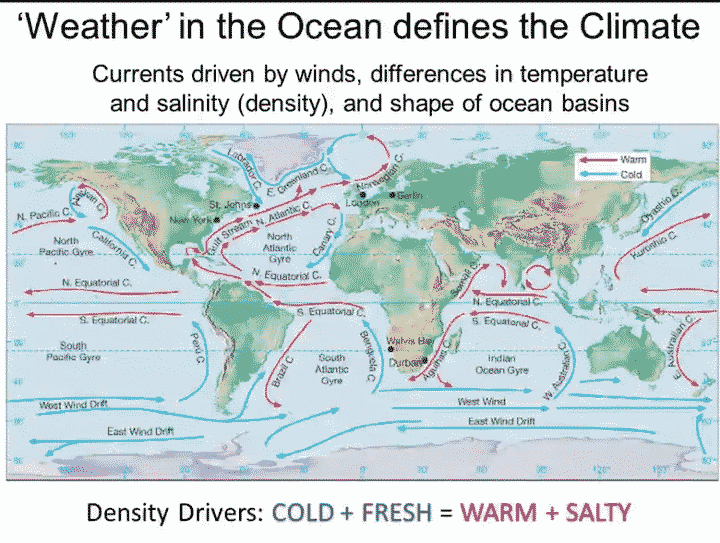 ‘Weather’ in the Ocean defines the Climate
Currents driven by winds, differences in temperature
and salinity (density), and shape of ocean basins
Warm
Cold
Labrador C.
E. Greenland C.
Norwegian C.
Berlin
London
St. Johns
New York
Gulf Stream
N. Atlantic C.
Canary C.
North
Atlantic
Gyre
N. Pacific C.
California C.
North
Pacific Gyre
Oyashio C.
Kuroshio C.
N. Equatorial C.
N. Equatorial C.
Somali C.
N. Equatorial C.
S. Equatorial C.
S. Equatorial C.
S. Equatorial C.
South
Pacific Gyre
Peru C.
Brazil C.
South
Atlantic
Gyre
Benguela C.
Walvis Bay
Durban
Agulhas C.
Indian
Ocean Gyre
W. Australian C.
E. Australian C.
West Wind Drift
West Wind
East Wind Drift
East Wind Drift
Density Drivers: COLD + FRESH = WARM + SALTY